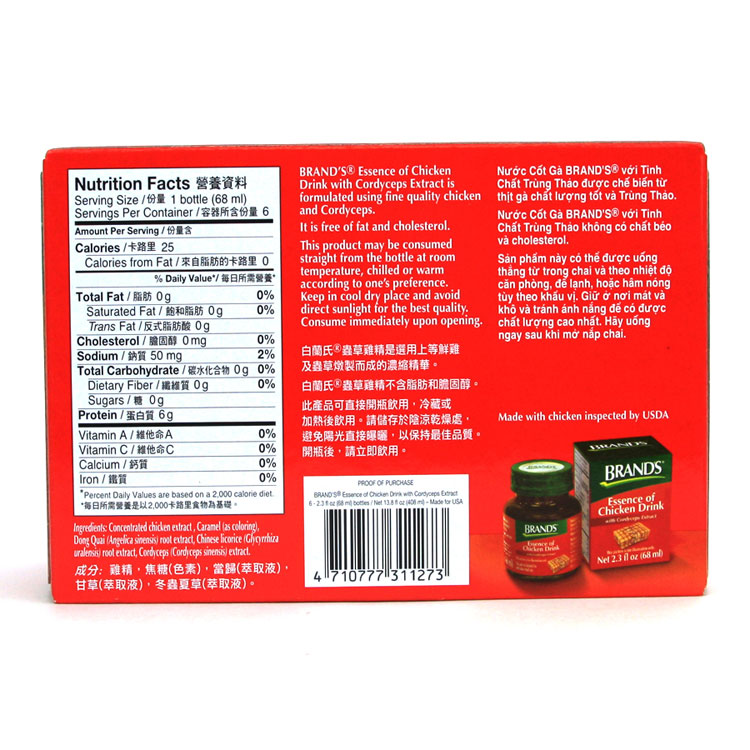 Nutrition Facts 營養資料
Serving Size / 份量 1 bottle (68 ml)
Servings Per Container / 容器所含份量 6
Amount Per Serving / 份量含
Calories / 卡路里 25
Calories from Fat / 來自脂肪的卡路里 0
% Daily Value* / 每日所需營養*
Total Fat / 脂肪 0g 0%
Saturated Fat / 飽和脂肪 0g 0%
Trans Fat / 反式脂肪酸 0g
Cholesterol / 膽固醇 0mg 0%
Sodium / 鈉質 50 mg 2%
Total Carbohydrate / 碳水化合物 0g 0%
Dietary Fiber / 纖維質 0g 0%
Sugars / 糖 0g
Protein / 蛋白質 6g
Vitamin A / 維他命A 0%
Vitamin C / 維他命C 0%
Calcium / 鈣質 0%
Iron / 鐵質 0%
*Percent Daily Values are based on a 2,000 calorie diet.
*每日所需營養是以2,000卡路里食物為基礎。
Ingredients: Concentrated chicken extract, Caramel (as coloring),
Dong Quai (Angelica sinensis) root extract, Chinese licorice (Glycyrrhiza
uralensis) root extract, Cordyceps (Cordyceps sinensis) extract.
成分: 雞精，焦糖(色素)，當歸(萃取液)，
甘草(萃取液)，冬蟲夏草(萃取液)。
BRAND'S® Essence of Chicken
Drink with Cordyceps Extract is
formulated using fine quality chicken
and Cordyceps.
It is free of fat and cholesterol.
This product may be consumed
straight from the bottle at room
temperature, chilled or warm
according to one's preference.
Keep in cool dry place and avoid
direct sunlight for the best quality.
Consume immediately upon opening.
白蘭氏®蟲草雞精是選用上等鮮雞
及蟲草燉製而成的濃縮精華。
白蘭氏®蟲草雞精不含脂肪和膽固醇。
此產品可直接開瓶飲用，冷藏或
加熱後飲用。請儲存於陰涼乾燥處，
避免陽光直接曝曬，以保持最佳品質。
開瓶後，請立即飲用。
PROOF OF PURCHASE
BRAND'S® Essence of Chicken Drink with Cordyceps Extract
6 - 2.3 fl oz (68 ml) bottles / Net 13.8 fl oz (408 ml) – Made for USA
4 710777 311273
Nước Cốt Gà BRAND'S® với Tinh
Chất Trùng Thảo được chế biến từ
thịt gà chất lượng tốt và Trùng Thảo.
Nước Cốt Gà BRAND'S® với Tinh
Chất Trùng Thảo không có chất béo
và cholesterol.
Sản phẩm này có thể được uống
thẳng từ trong chai và theo nhiệt độ
căn phòng, để lạnh, hoặc hâm nóng
tùy theo khẩu vị. Giữ ở nơi mát và
khô và tránh ánh nắng để có được
chất lượng cao nhất. Hãy uống
ngay sau khi mở nắp chai.
Made with chicken inspected by USDA
BRAND'S
BRAND'S®
Essence of
Chicken Drink
with Cordyceps Extract
Net 2.3 fl oz (68 ml)
BRAND'S
Essence of
Chicken Drink